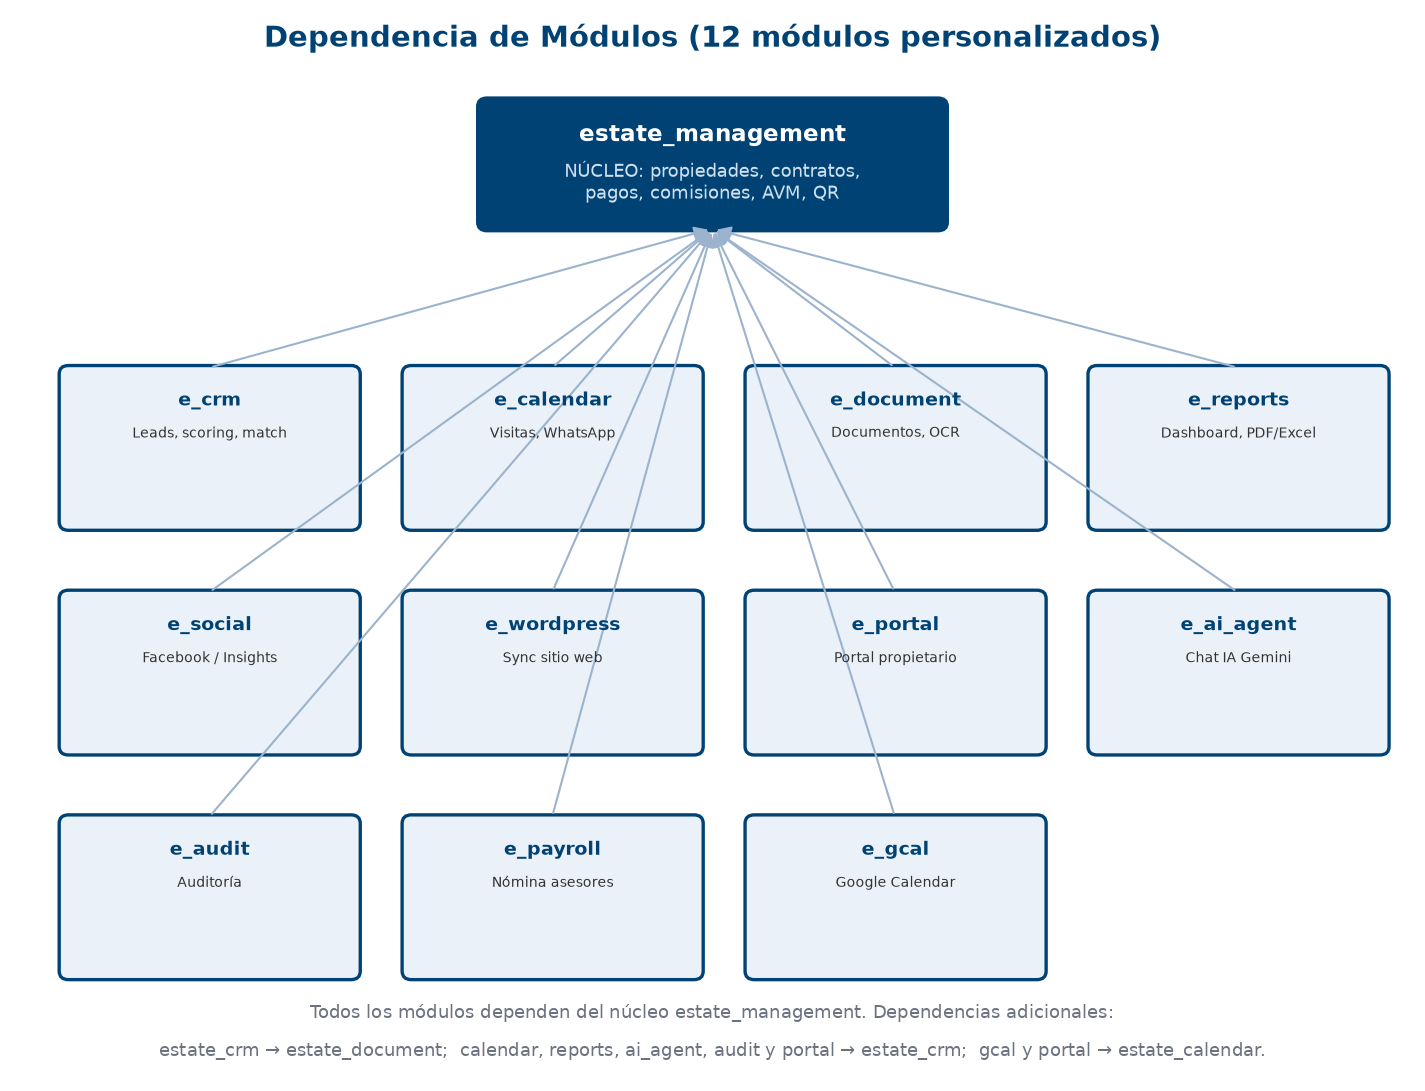 Dependencia de Módulos (12 módulos personalizados)
estate_management
NÚCLEO: propiedades, contratos,
pagos, comisiones, AVM, QR
e_crm
Leads, scoring, match
e_calendar
Visitas, WhatsApp
e_document
Documentos, OCR
e_reports
Dashboard, PDF/Excel
e_social
Facebook / Insights
e_wordpress
Sync sitio web
e_portal
Portal propietario
e_ai_agent
Chat IA Gemini
e_audit
Auditoría
e_payroll
Nómina asesores
e_gcal
Google Calendar
Todos los módulos dependen del núcleo estate_management. Dependencias adicionales:
estate_crm → estate_document;  calendar, reports, ai_agent, audit y portal → estate_crm;  gcal y portal → estate_calendar.